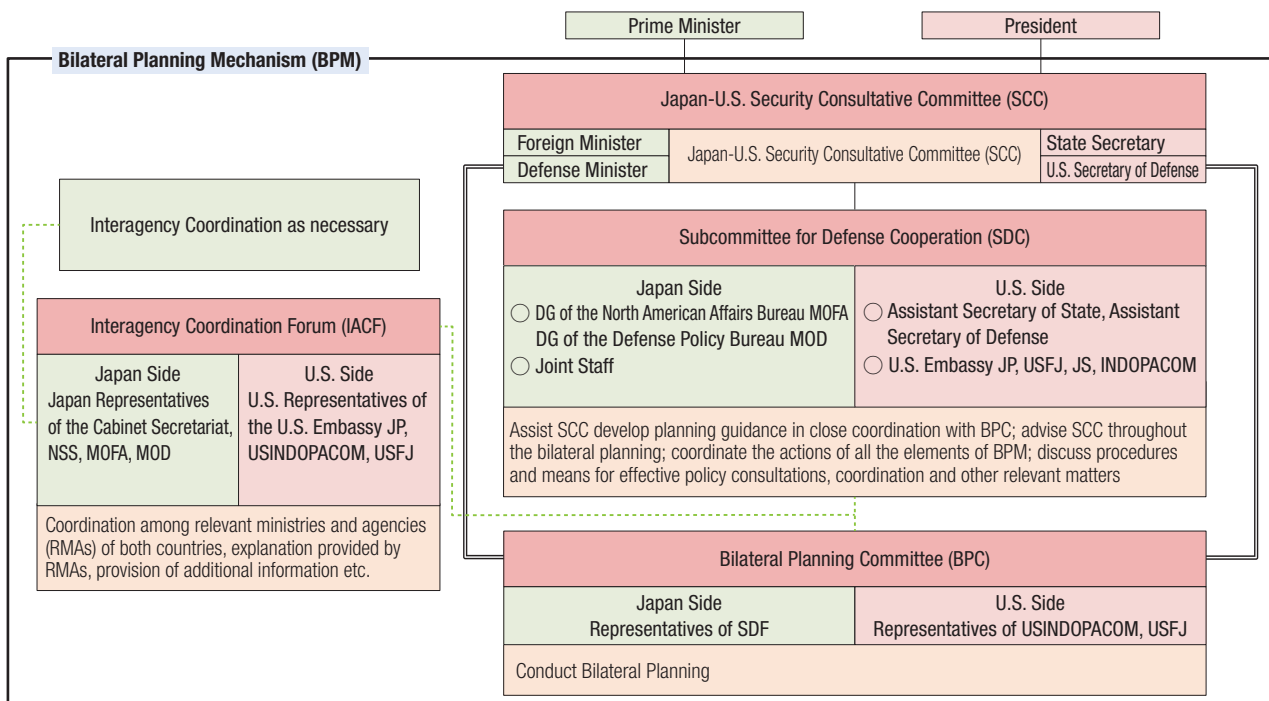 Prime Minister
President
Bilateral Planning Mechanism (BPM)
Japan-U.S. Security Consultative Committee (SCC)
Foreign Minister
Defense Minister
Japan-U.S. Security Consultative Committee (SCC)
State Secretary
U.S. Secretary of Defense
Interagency Coordination as necessary
Subcommittee for Defense Cooperation (SDC)
Japan Side
○ DG of the North American Affairs Bureau MOFA
DG of the Defense Policy Bureau MOD
○ Joint Staff
U.S. Side
○ Assistant Secretary of State, Assistant
Secretary of Defense
○ U.S. Embassy JP, USFJ, JS, INDOPACOM
Assist SCC develop planning guidance in close coordination with BPC; advise SCC throughout
the bilateral planning; coordinate the actions of all the elements of BPM; discuss procedures
and means for effective policy consultations, coordination and other relevant matters
Interagency Coordination Forum (IACF)
Japan Side
Japan Representatives
of the Cabinet Secretariat,
NSS, MOFA, MOD
U.S. Side
U.S. Representatives of
the U.S. Embassy JP,
USINDOPACOM, USFJ
Coordination among relevant ministries and agencies
(RMAs) of both countries, explanation provided by
RMAs, provision of additional information etc.
Bilateral Planning Committee (BPC)
Japan Side
Representatives of SDF
U.S. Side
Representatives of USINDOPACOM, USFJ
Conduct Bilateral Planning